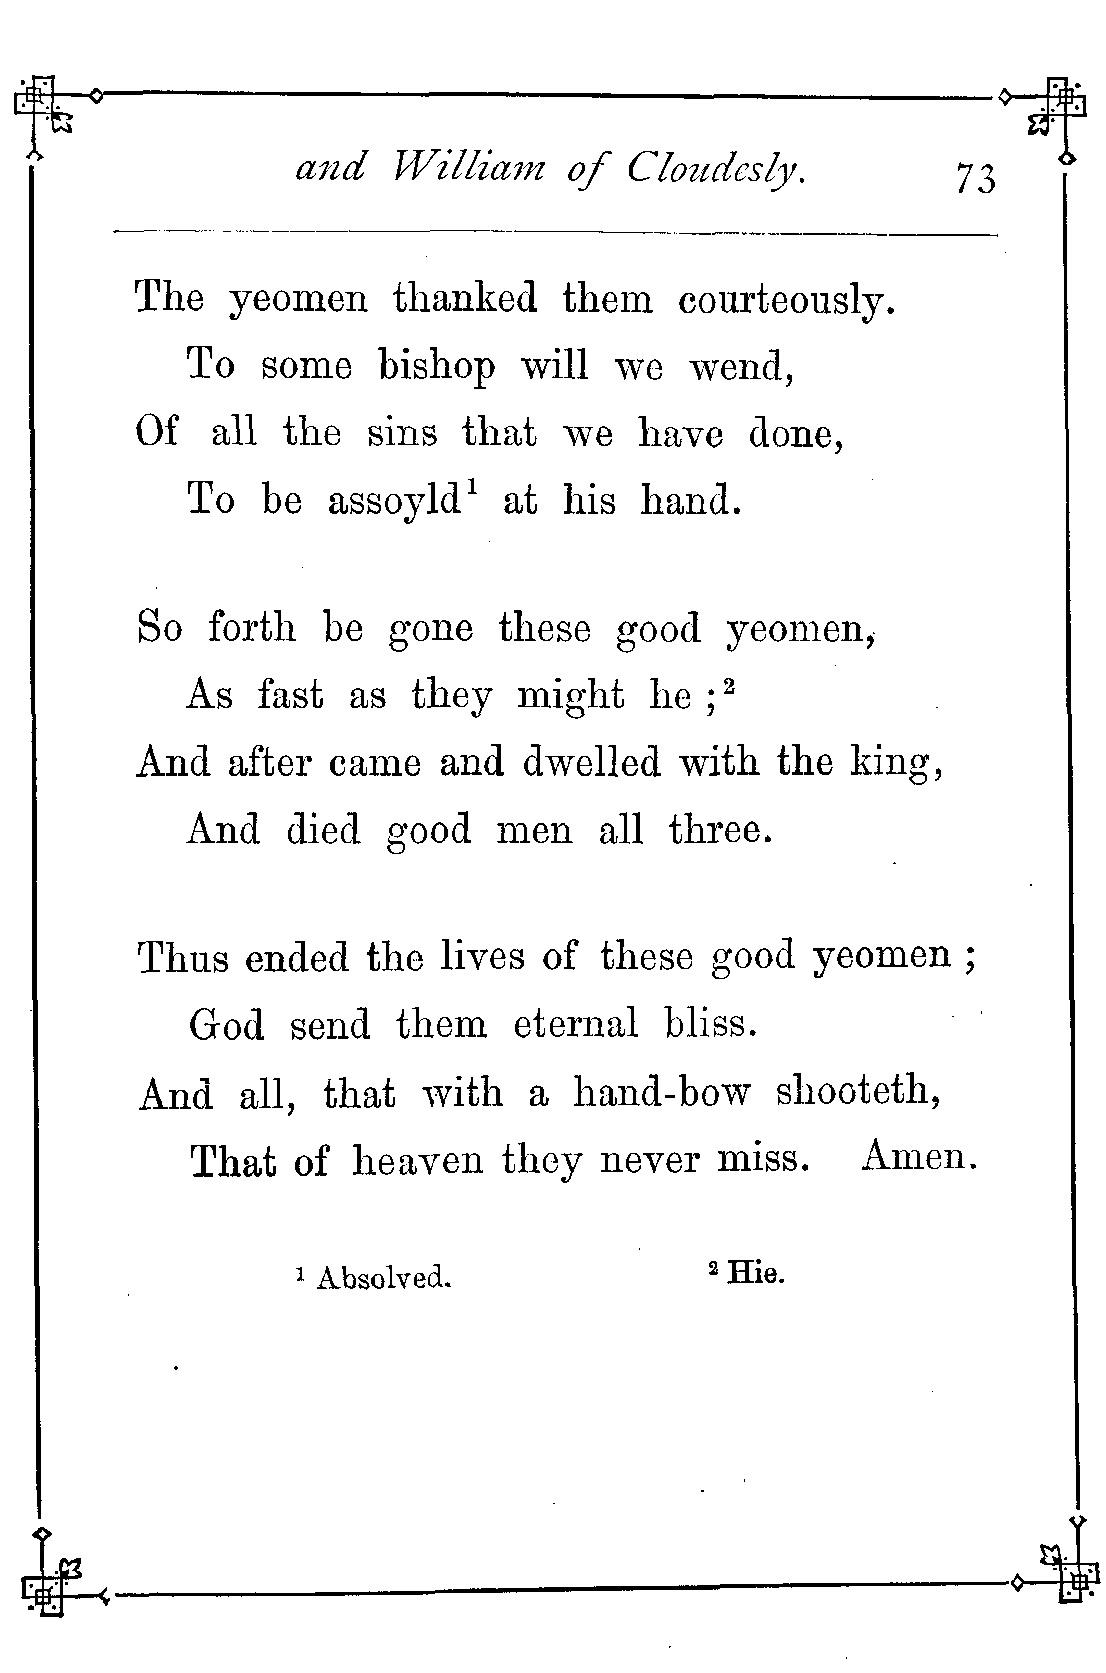 and William of Cloudesly. 73
The yeomen thanked them courteously.
To some bishop will we wend,
Of all the sins that we have done,
To be assoyld¹ at his hand.
So forth be gone these good yeomen,
As fast as they might he ;²
And after came and dwelled with the king,
And died good men all three.
Thus ended the lives of these good yeomen ;
God send them eternal bliss.
And all, that with a hand-bow shooteth,
That of heaven they never miss. Amen.
¹ Absolved. ² Hie.